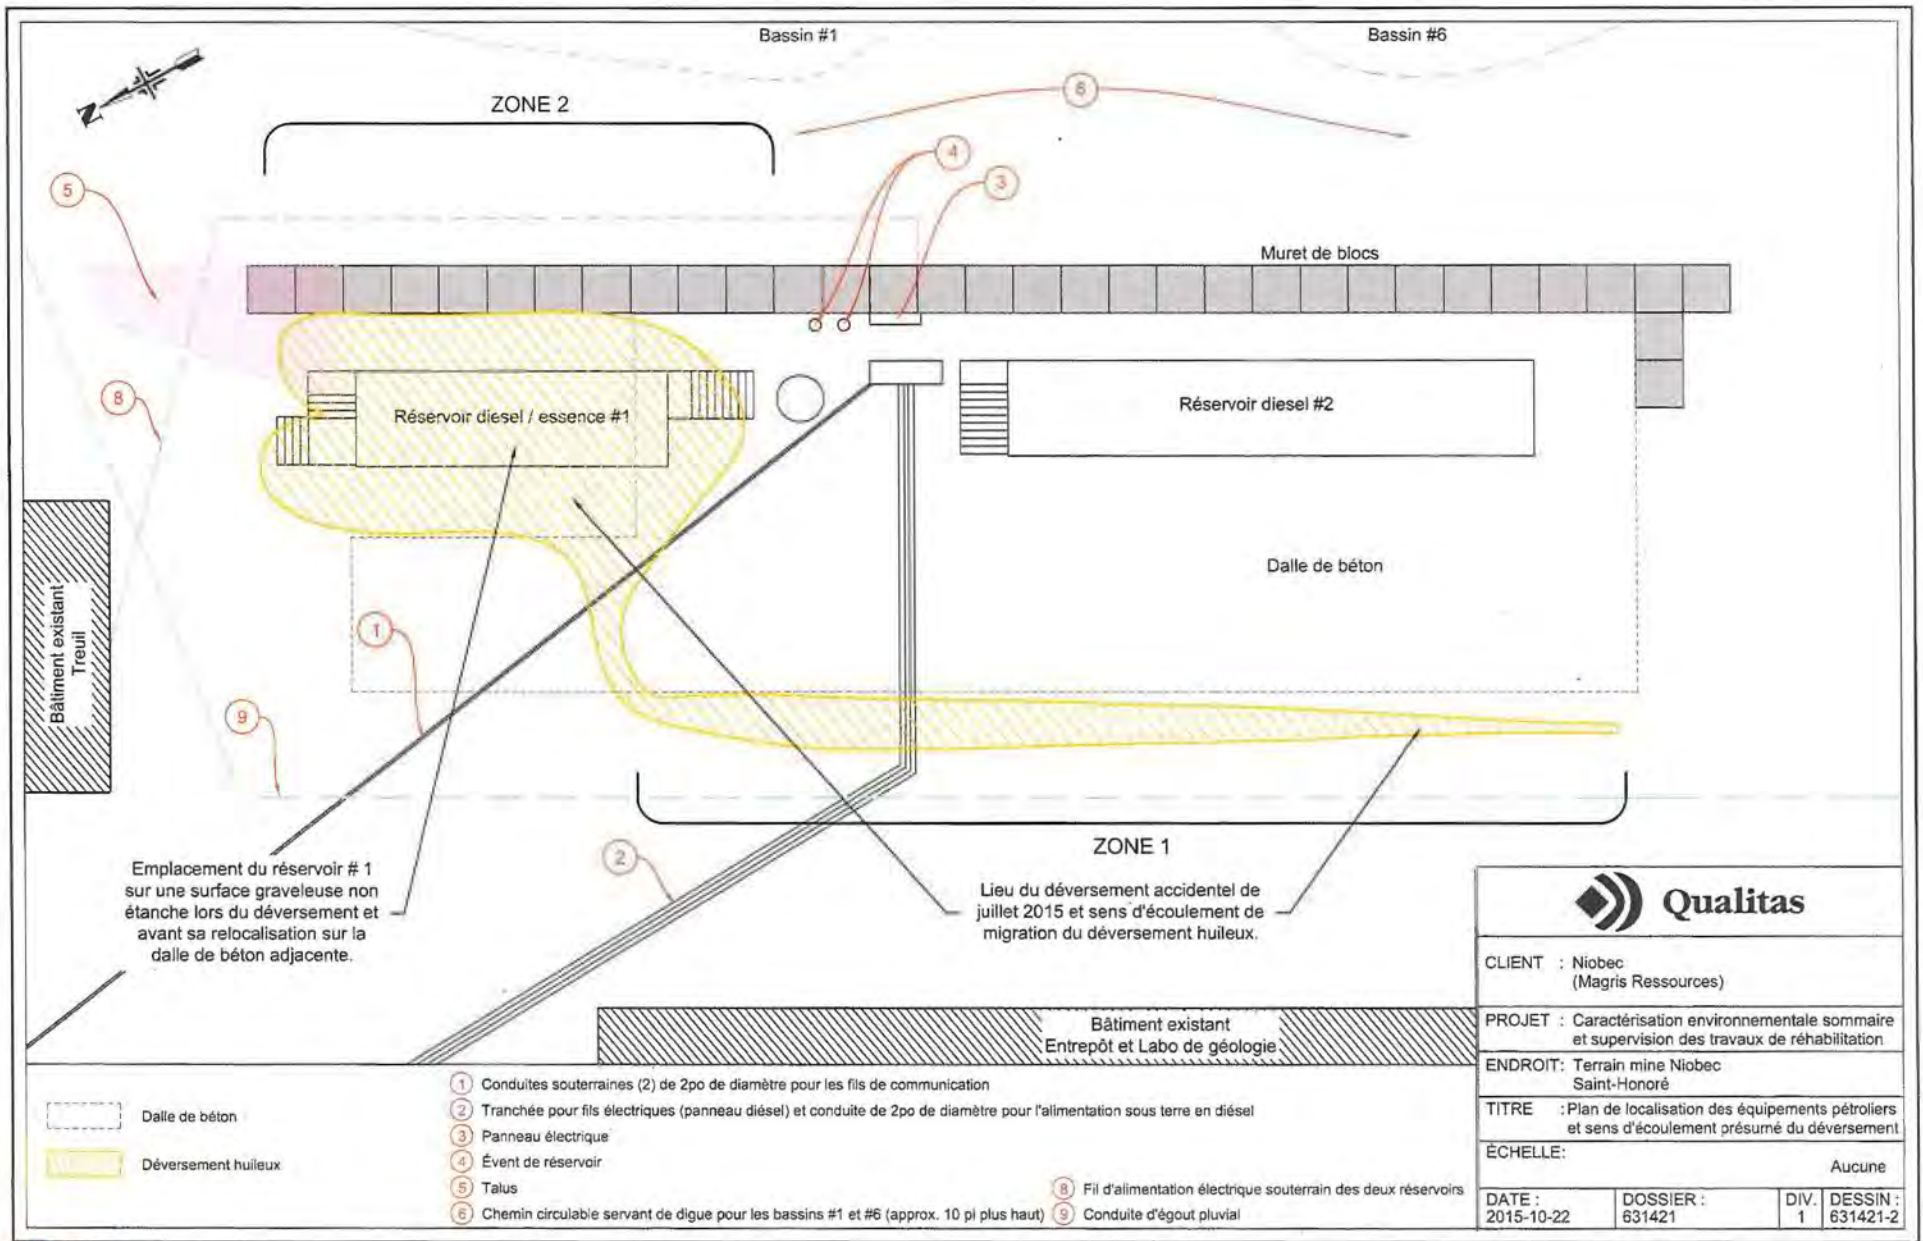 Bassin #1
Bassin #6
N
ZONE 2
6
4
3
5
Muret de blocs
8
Réservoir diesel / essence #1
Réservoir diesel #2
Dalle de béton
Bâtiment existant
Treuil
1
9
2
ZONE 1
Emplacement du réservoir # 1
sur une surface graveleuse non
étanche lors du déversement et
avant sa relocalisation sur la
dalle de béton adjacente.
Lieu du déversement accidentel de
juillet 2015 et sens d'écoulement de
migration du déversement huileux.
Bâtiment existant
Entrepôt et Labo de géologie
Dalle de béton
Déversement huileux
1 Conduites souterraines (2) de 2po de diamètre pour les fils de communication
2 Tranchée pour fils électriques (panneau diésel) et conduite de 2po de diamètre pour l'alimentation sous terre en diésel
3 Panneau électrique
4 Évent de réservoir
5 Talus
6 Chemin circulable servant de digue pour les bassins #1 et #6 (approx. 10 pi plus haut)
8 Fil d'alimentation électrique souterrain des deux réservoirs
9 Conduite d'égout pluvial
Qualitas
CLIENT : Niobec
(Magris Ressources)
PROJET : Caractérisation environnementale sommaire
et supervision des travaux de réhabilitation
ENDROIT: Terrain mine Niobec
Saint-Honoré
TITRE : Plan de localisation des équipements pétroliers
et sens d'écoulement présumé du déversement
ÉCHELLE:
Aucune
DATE :
2015-10-22
DOSSIER :
631421
DIV.
1
DESSIN :
631421-2